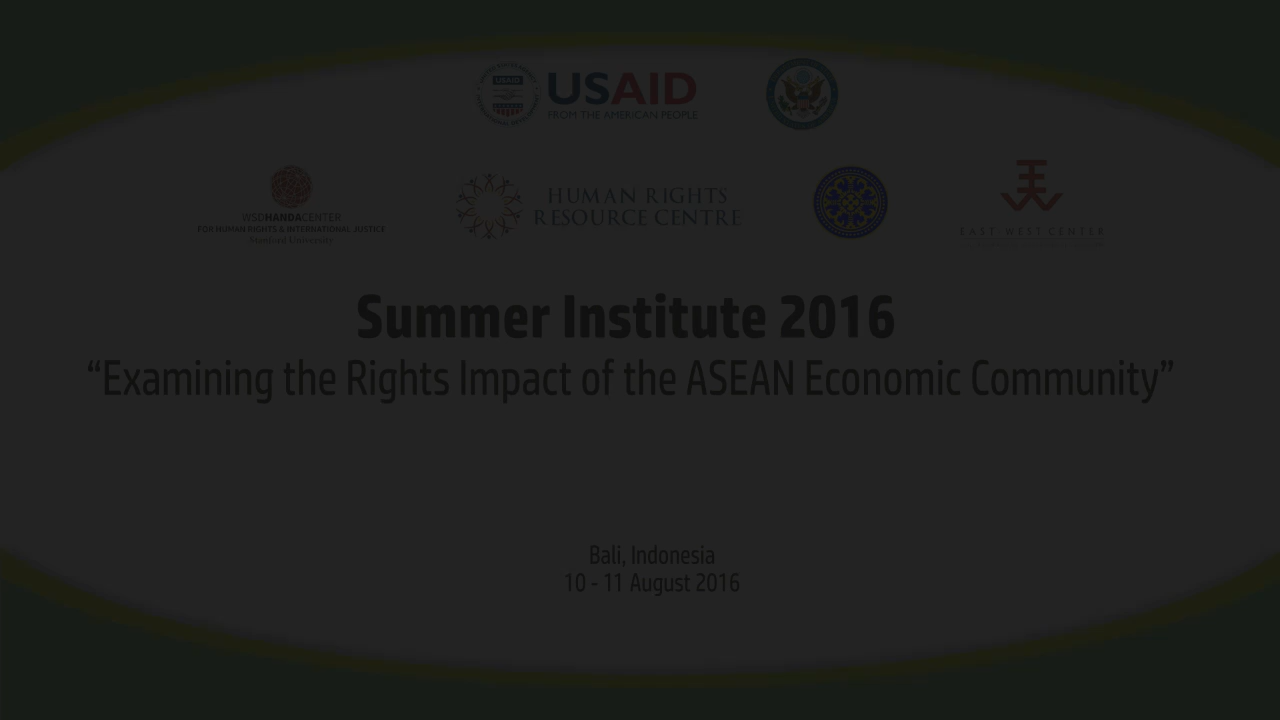 USAID
FROM THE AMERICAN PEOPLE
WSDHANDACENTER
FOR HUMAN RIGHTS & INTERNATIONAL JUSTICE
Stanford University
HUMAN RIGHTS
RESOURCE CENTRE
EAST-WEST CENTER
Summer Institute 2016
“Examining the Rights Impact of the ASEAN Economic Community”
Bali, Indonesia
10 - 11 August 2016